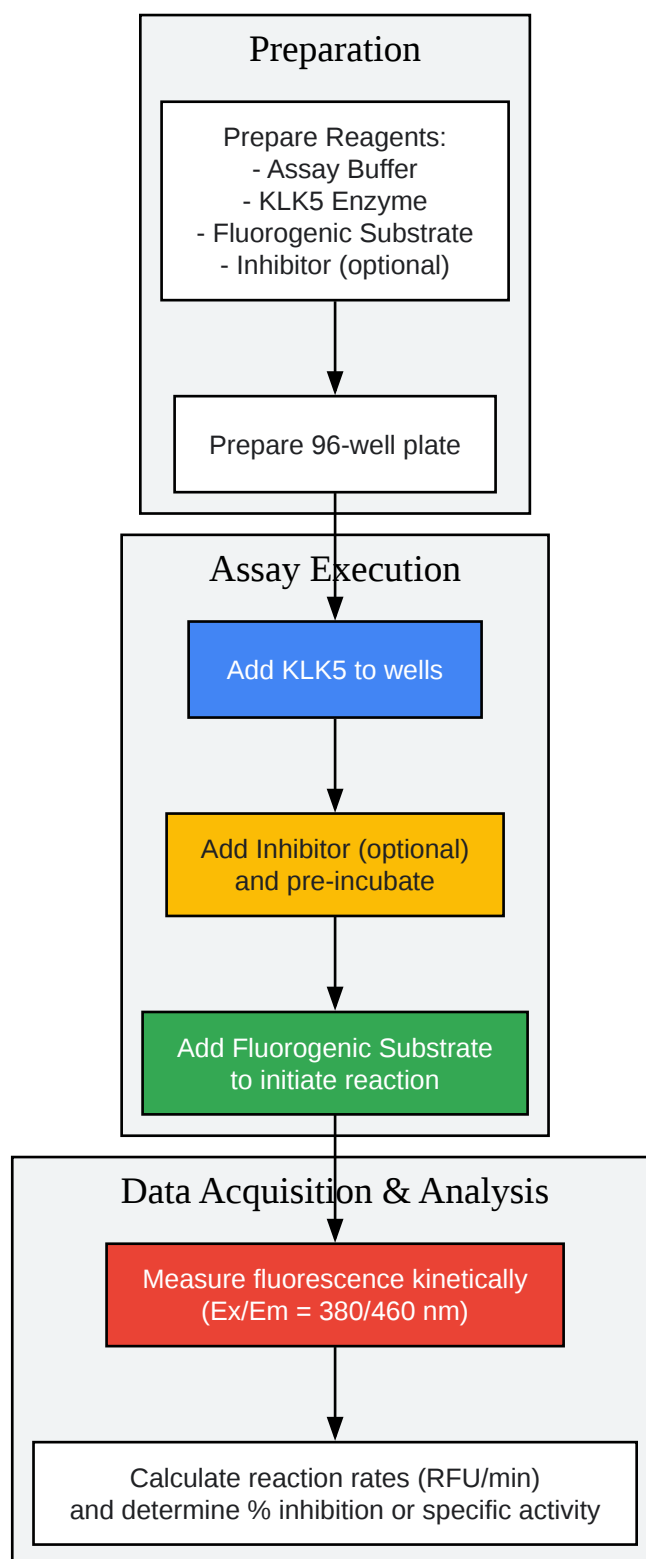 Preparation
Prepare Reagents:
- Assay Buffer
- KLK5 Enzyme
- Fluorogenic Substrate
- Inhibitor (optional)
Prepare 96-well plate
Assay Execution
Add KLK5 to wells
Add Inhibitor (optional)
and pre-incubate
Add Fluorogenic Substrate
to initiate reaction
Data Acquisition & Analysis
Measure fluorescence kinetically
(Ex/Em = 380/460 nm)
Calculate reaction rates (RFU/min)
and determine % inhibition or specific activity